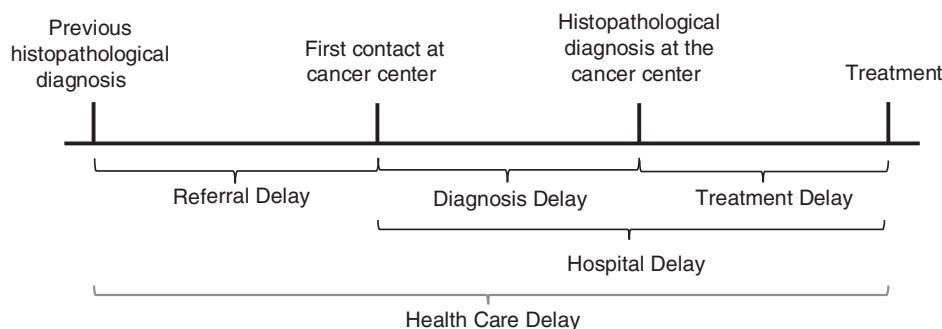 Previous
histopathological
diagnosis
First contact at
cancer center
Histopathological
diagnosis at the
cancer center
Treatment
Referral Delay
Diagnosis Delay
Treatment Delay
Hospital Delay
Health Care Delay